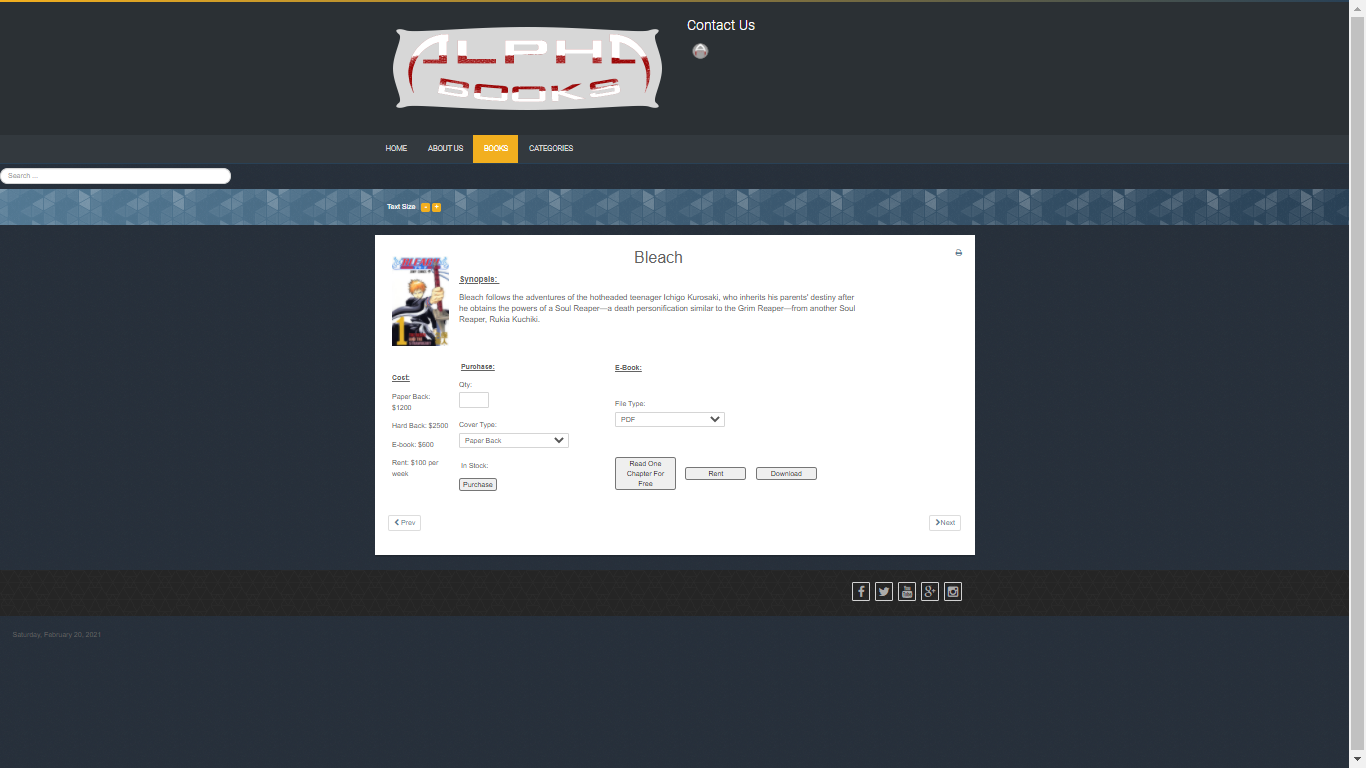 ALPHA
BOOKS
Contact Us
HOME
ABOUT US
BOOKS
CATEGORIES
Search ...
Text Size - +
Bleach
BLEACH
1
Synopsis:
Bleach follows the adventures of the hotheaded teenager Ichigo Kurosaki, who inherits his parents' destiny after
he obtains the powers of a Soul Reaper—a death personification similar to the Grim Reaper—from another Soul
Reaper, Rukia Kuchiki.
Cost:
Paper Back:
$1200
Hard Back: $2500
E-book: $600
Rent: $100 per
week
Purchase:
Qty:
Cover Type:
Paper Back
In Stock:
Purchase
E-Book:
File Type:
PDF
Read One
Chapter For
Free
Rent
Download
Prev
Next
Saturday, February 20, 2021